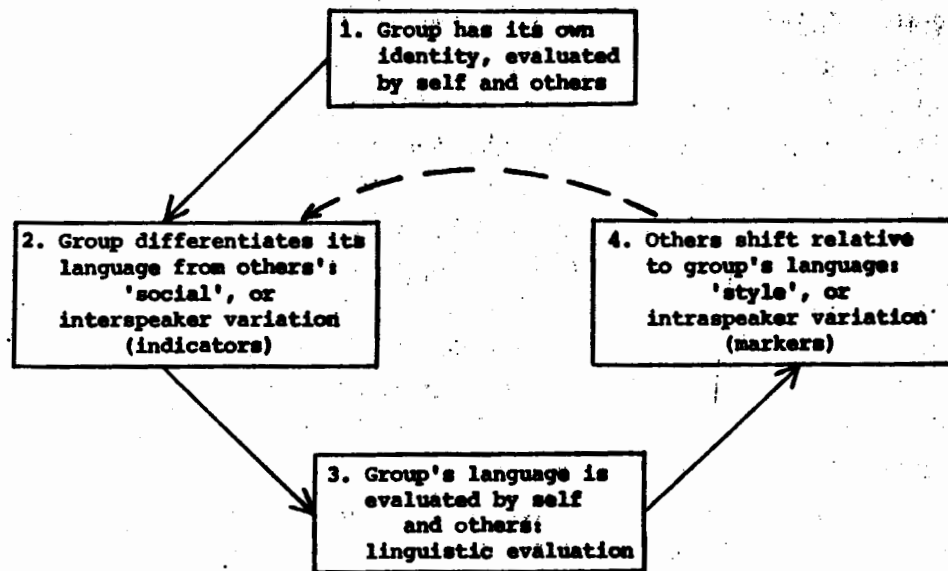 1. Group has its own
identity, evaluated
by self and others
2. Group differentiates its
language from others':
'social', or
interspeaker variation
(indicators)
4. Others shift relative
to group's language:
'style', or
intraspeaker variation
(markers)
3. Group's language is
evaluated by self
and others:
linguistic evaluation